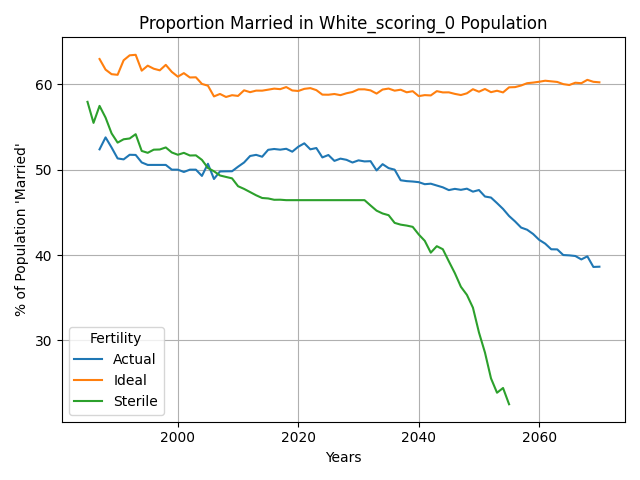 Proportion Married in White_scoring_0 Population
% of Population 'Married'
60
50
40
30
Fertility
Actual
Ideal
Sterile
2000
2020
2040
2060
Years